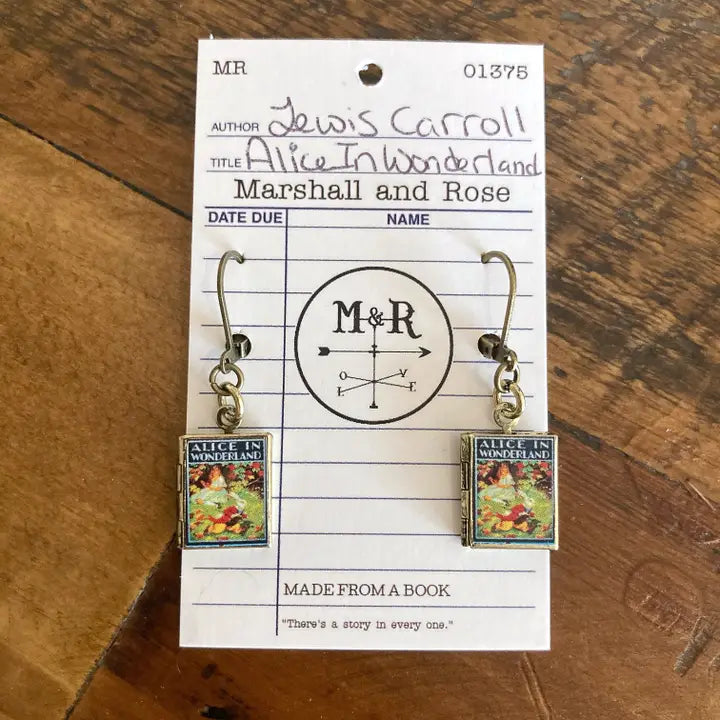 MR 01375
AUTHOR Lewis Carroll
TITLE Alice In Wonderland
Marshall and Rose
DATE DUE NAME
M&R
L O V E
ALICE IN
WONDERLAND
ALICE IN
WONDERLAND
MADE FROM A BOOK
"There's a story in every one."